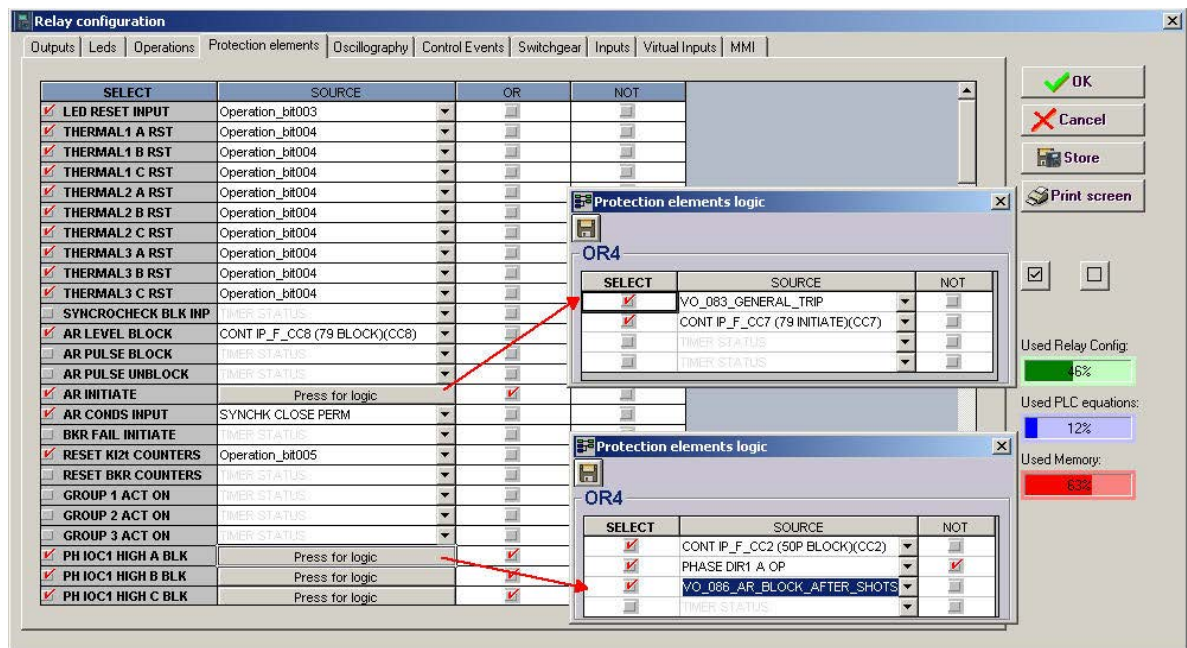 Relay configuration
Outputs Leds Operations Protection elements Oscillography Control Events Switchgear Inputs Virtual Inputs MMI
SELECT SOURCE OR NOT
LED RESET INPUT Operation_bit003
THERMAL1 A RST Operation_bit004
THERMAL1 B RST Operation_bit004
THERMAL1 C RST Operation_bit004
THERMAL2 A RST Operation_bit004
THERMAL2 B RST Operation_bit004
THERMAL2 C RST Operation_bit004
THERMAL3 A RST Operation_bit004
THERMAL3 B RST Operation_bit004
THERMAL3 C RST Operation_bit004
SYNCROCHECK BLK INP TIMER STATUS
AR LEVEL BLOCK CONT IP_F_CC8 (79 BLOCK)(CC8)
AR PULSE BLOCK TIMER STATUS
AR PULSE UNBLOCK TIMER STATUS
AR INITIATE Press for logic
AR CONDS INPUT SYNCHK CLOSE PERM
BKR FAIL INITIATE TIMER STATUS
RESET KI2t COUNTERS Operation_bit005
RESET BKR COUNTERS TIMER STATUS
GROUP 1 ACT ON TIMER STATUS
GROUP 2 ACT ON TIMER STATUS
GROUP 3 ACT ON TIMER STATUS
PH IOC1 HIGH A BLK Press for logic
PH IOC1 HIGH B BLK Press for logic
PH IOC1 HIGH C BLK Press for logic
Protection elements logic
OR4
SELECT SOURCE NOT
VO_083_GENERAL_TRIP
CONT IP_F_CC7 (79 INITIATE)(CC7)
TIMER STATUS
TIMER STATUS
Protection elements logic
OR4
SELECT SOURCE NOT
CONT IP_F_CC2 (50P BLOCK)(CC2)
PHASE DIR1 A OP
VO_086_AR_BLOCK_AFTER_SHOTS
TIMER STATUS
OK
Cancel
Store
Print screen
Used Relay Config:
46%
Used PLC equations:
12%
Used Memory:
63%